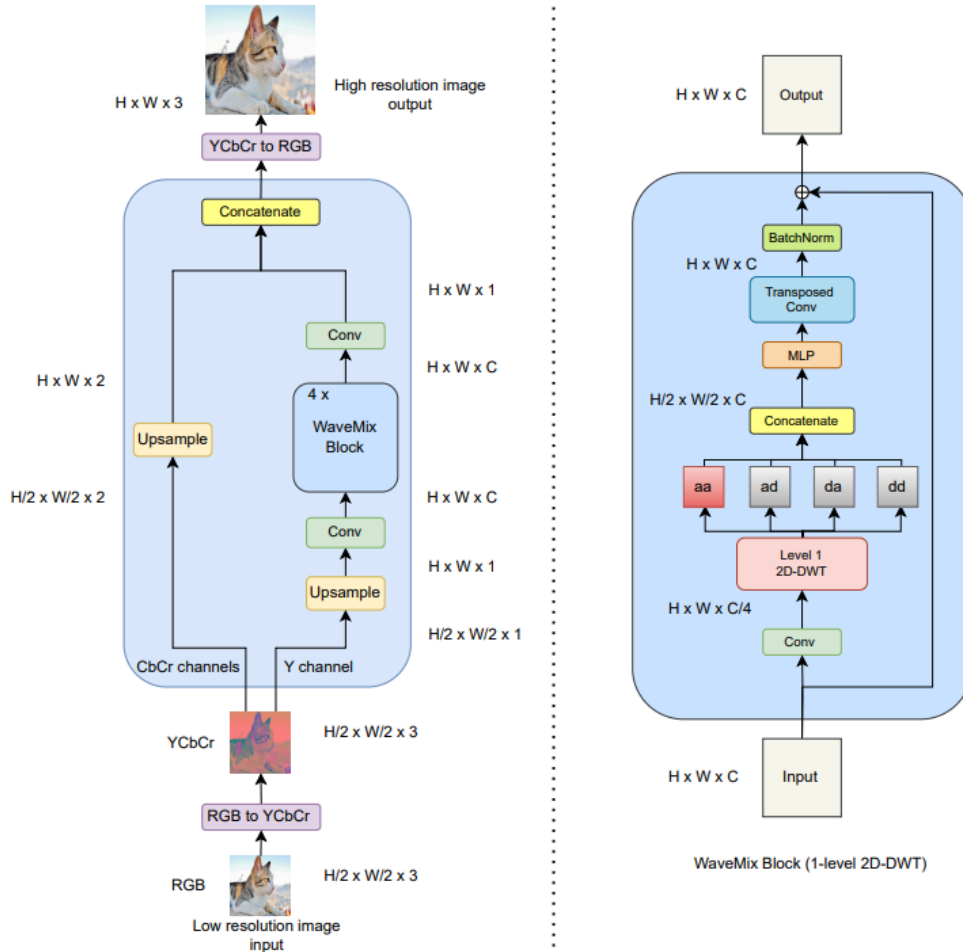 H x W x 3
High resolution image
output
YCbCr to RGB
Concatenate
H x W x 1
Conv
H x W x C
H x W x 2
4 x
WaveMix
Block
Upsample
H/2 x W/2 x 2
H x W x C
Conv
H x W x 1
Upsample
H/2 x W/2 x 1
CbCr channels
Y channel
YCbCr
H/2 x W/2 x 3
RGB to YCbCr
RGB
H/2 x W/2 x 3
Low resolution image
input
H x W x C
Output
BatchNorm
H x W x C
Transposed
Conv
MLP
H/2 x W/2 x C
Concatenate
aa
ad
da
dd
Level 1
2D-DWT
H x W x C/4
Conv
H x W x C
Input
WaveMix Block (1-level 2D-DWT)